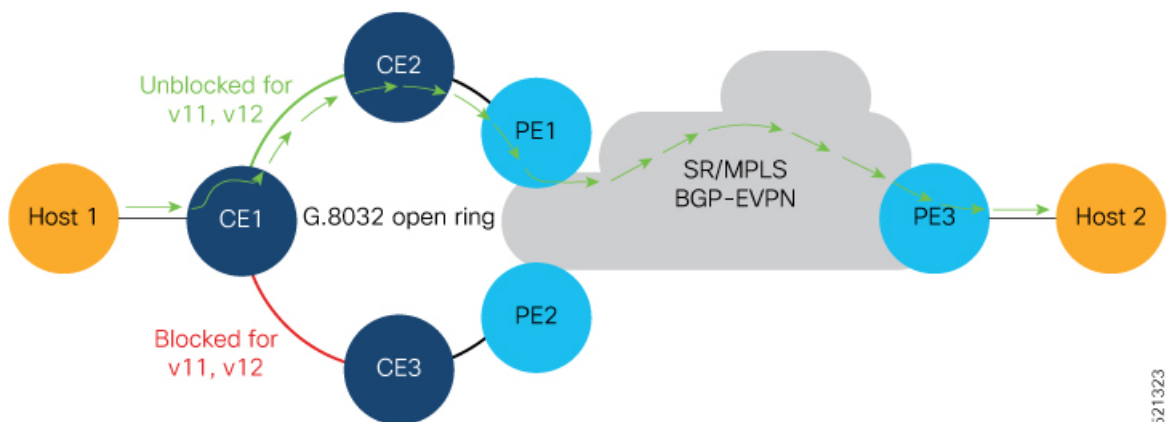 CE2
Unblocked for
v11, v12
PE1
SR/MPLS
BGP-EVPN
Host 1
CE1
G.8032 open ring
PE3
Host 2
PE2
Blocked for
v11, v12
CE3
521323